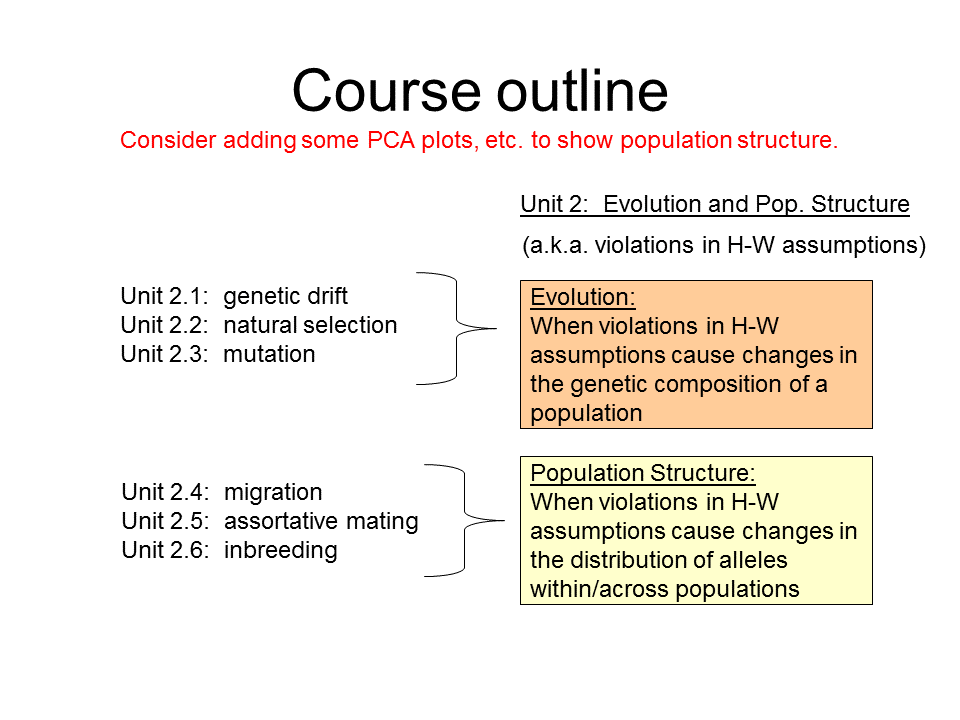 Course outline
Consider adding some PCA plots, etc. to show population structure.
Unit 2:  Evolution and Pop. Structure
(a.k.a. violations in H-W assumptions)
Unit 2.1:  genetic drift
Unit 2.2:  natural selection
Unit 2.3:  mutation
Evolution:
When violations in H-W
assumptions cause changes in
the genetic composition of a
population
Unit 2.4:  migration
Unit 2.5:  assortative mating
Unit 2.6:  inbreeding
Population Structure:
When violations in H-W
assumptions cause changes in
the distribution of alleles
within/across populations